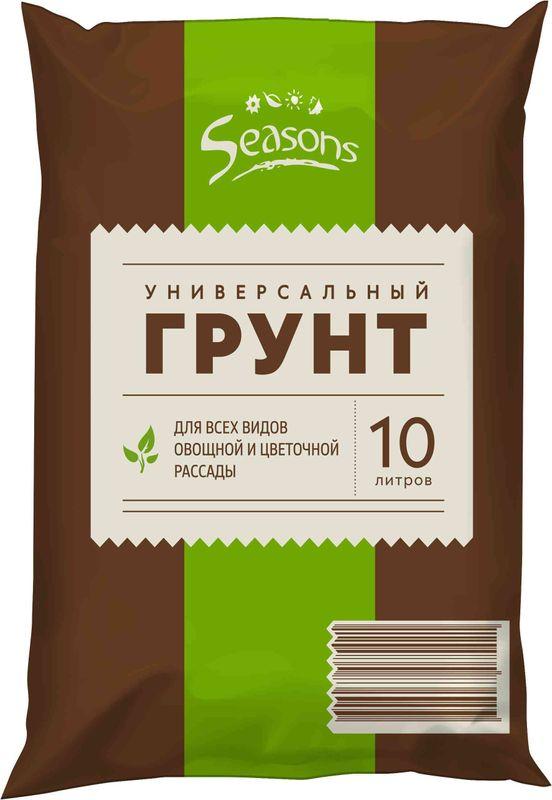 Seasons
УНИВЕРСАЛЬНЫЙ
ГРУНТ
ДЛЯ ВСЕХ ВИДОВ
ОВОЩНОЙ И ЦВЕТОЧНОЙ
РАССАДЫ
10
ЛИТРОВ